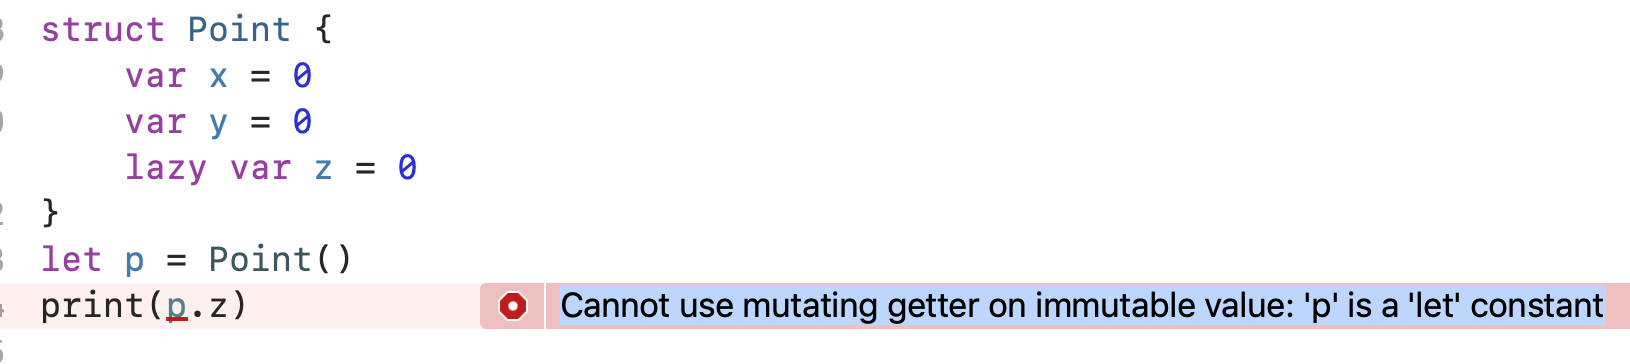 struct Point {
    var x = 0
    var y = 0
    lazy var z = 0
}
let p = Point()
print(p.z) Cannot use mutating getter on immutable value: 'p' is a 'let' constant